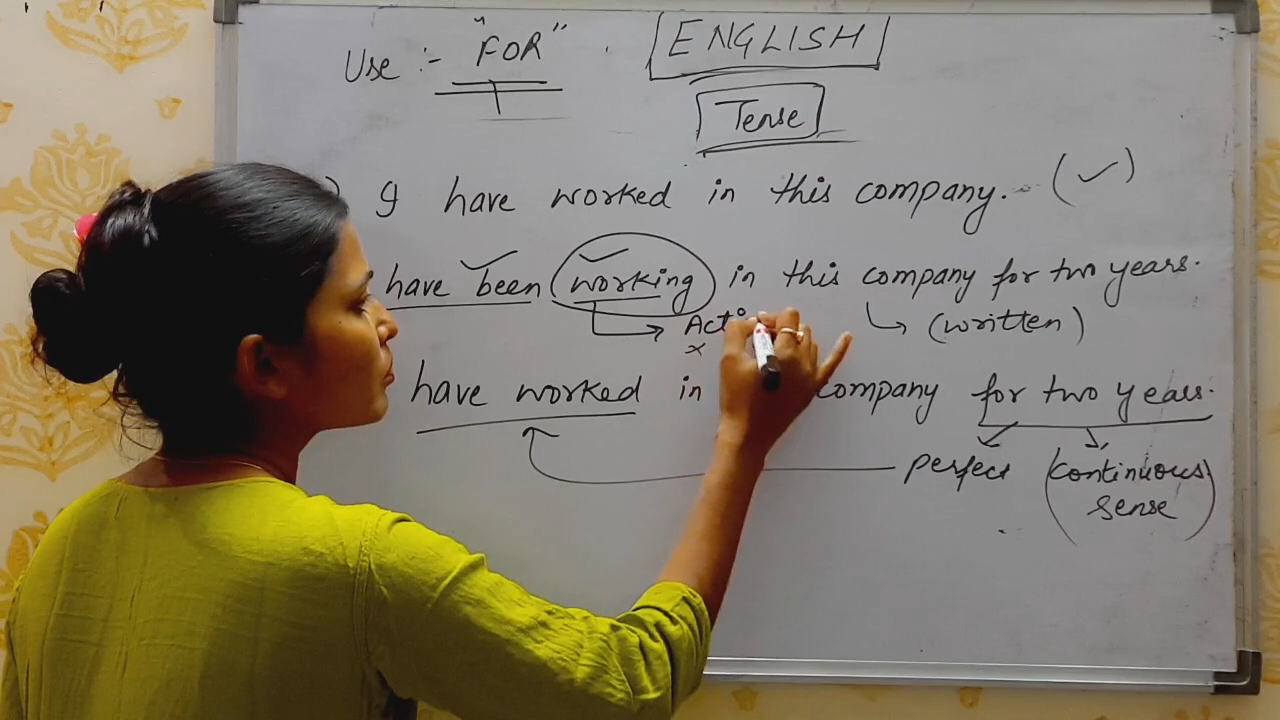 Use :- "FOR"
ENGLISH
Tense
) I have worked in this company. (✓)
have been working in this company for two years.
→ Acti
x
(written)
have worked in company for two years.
perfect (continuous sense)